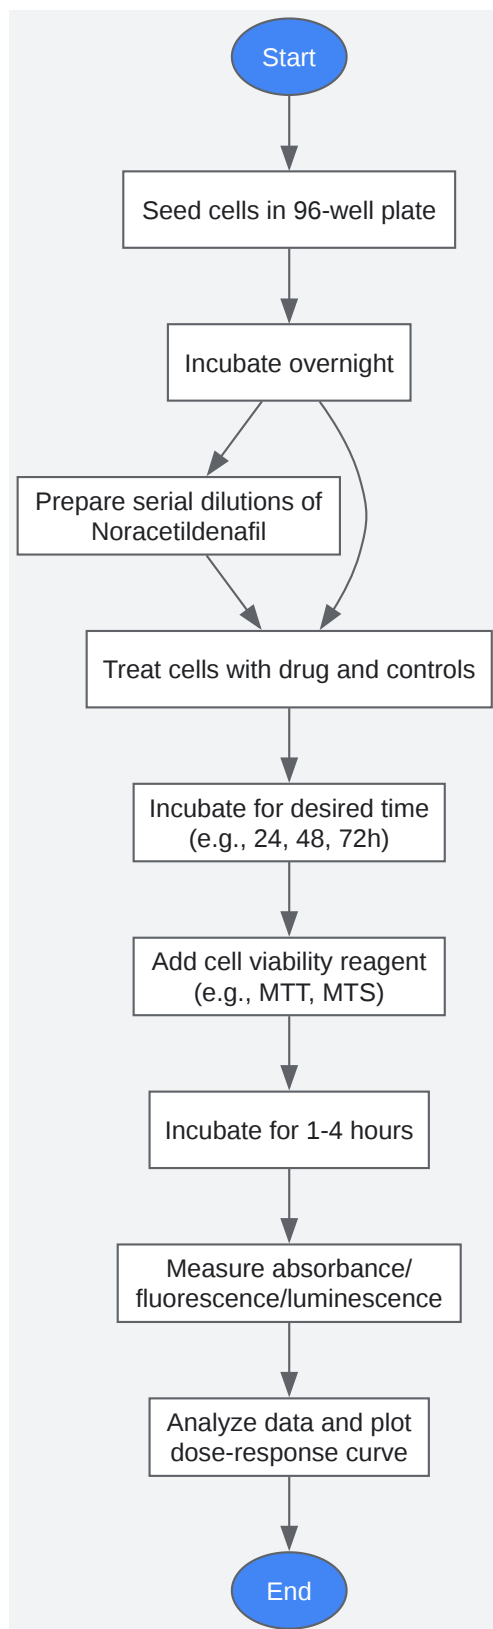 Start
Seed cells in 96-well plate
Incubate overnight
Prepare serial dilutions of
Noracetildenafil
Treat cells with drug and controls
Incubate for desired time
(e.g., 24, 48, 72h)
Add cell viability reagent
(e.g., MTT, MTS)
Incubate for 1-4 hours
Measure absorbance/
fluorescence/luminescence
Analyze data and plot
dose-response curve
End